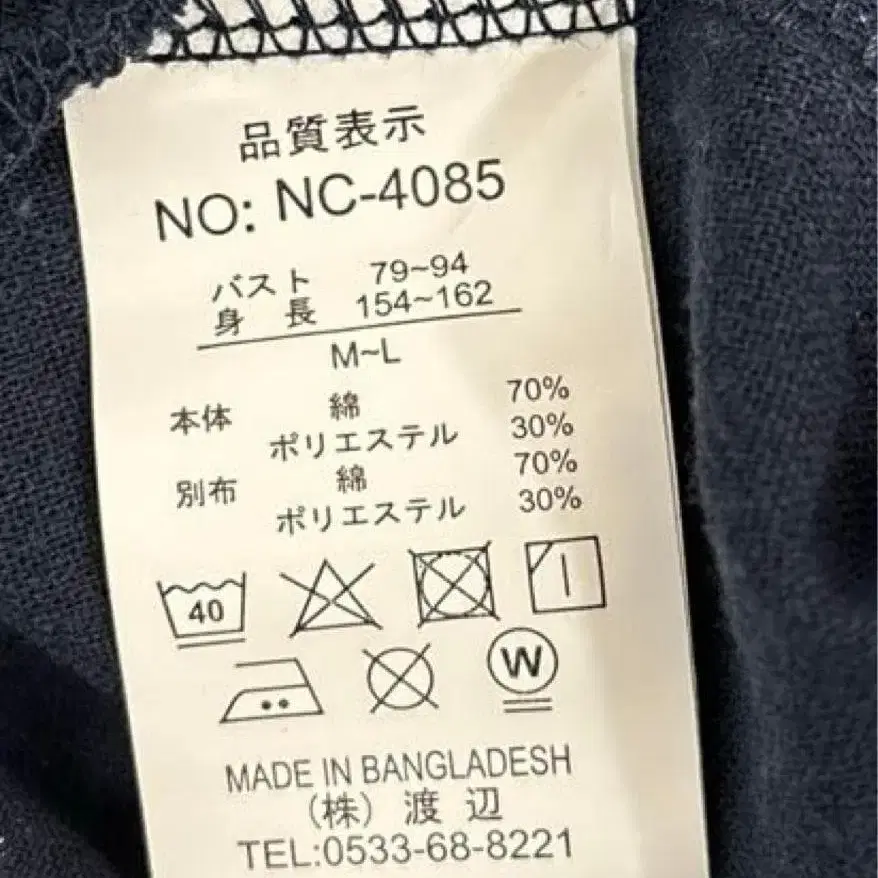 品質表示
NO: NC-4085
バスト 79~94
身 長 154~162
M~L
本体 綿 70%
ポリエステル 30%
別布 綿 70%
ポリエステル 30%
40
W
MADE IN BANGLADESH
(株) 渡 辺
TEL:0533-68-8221